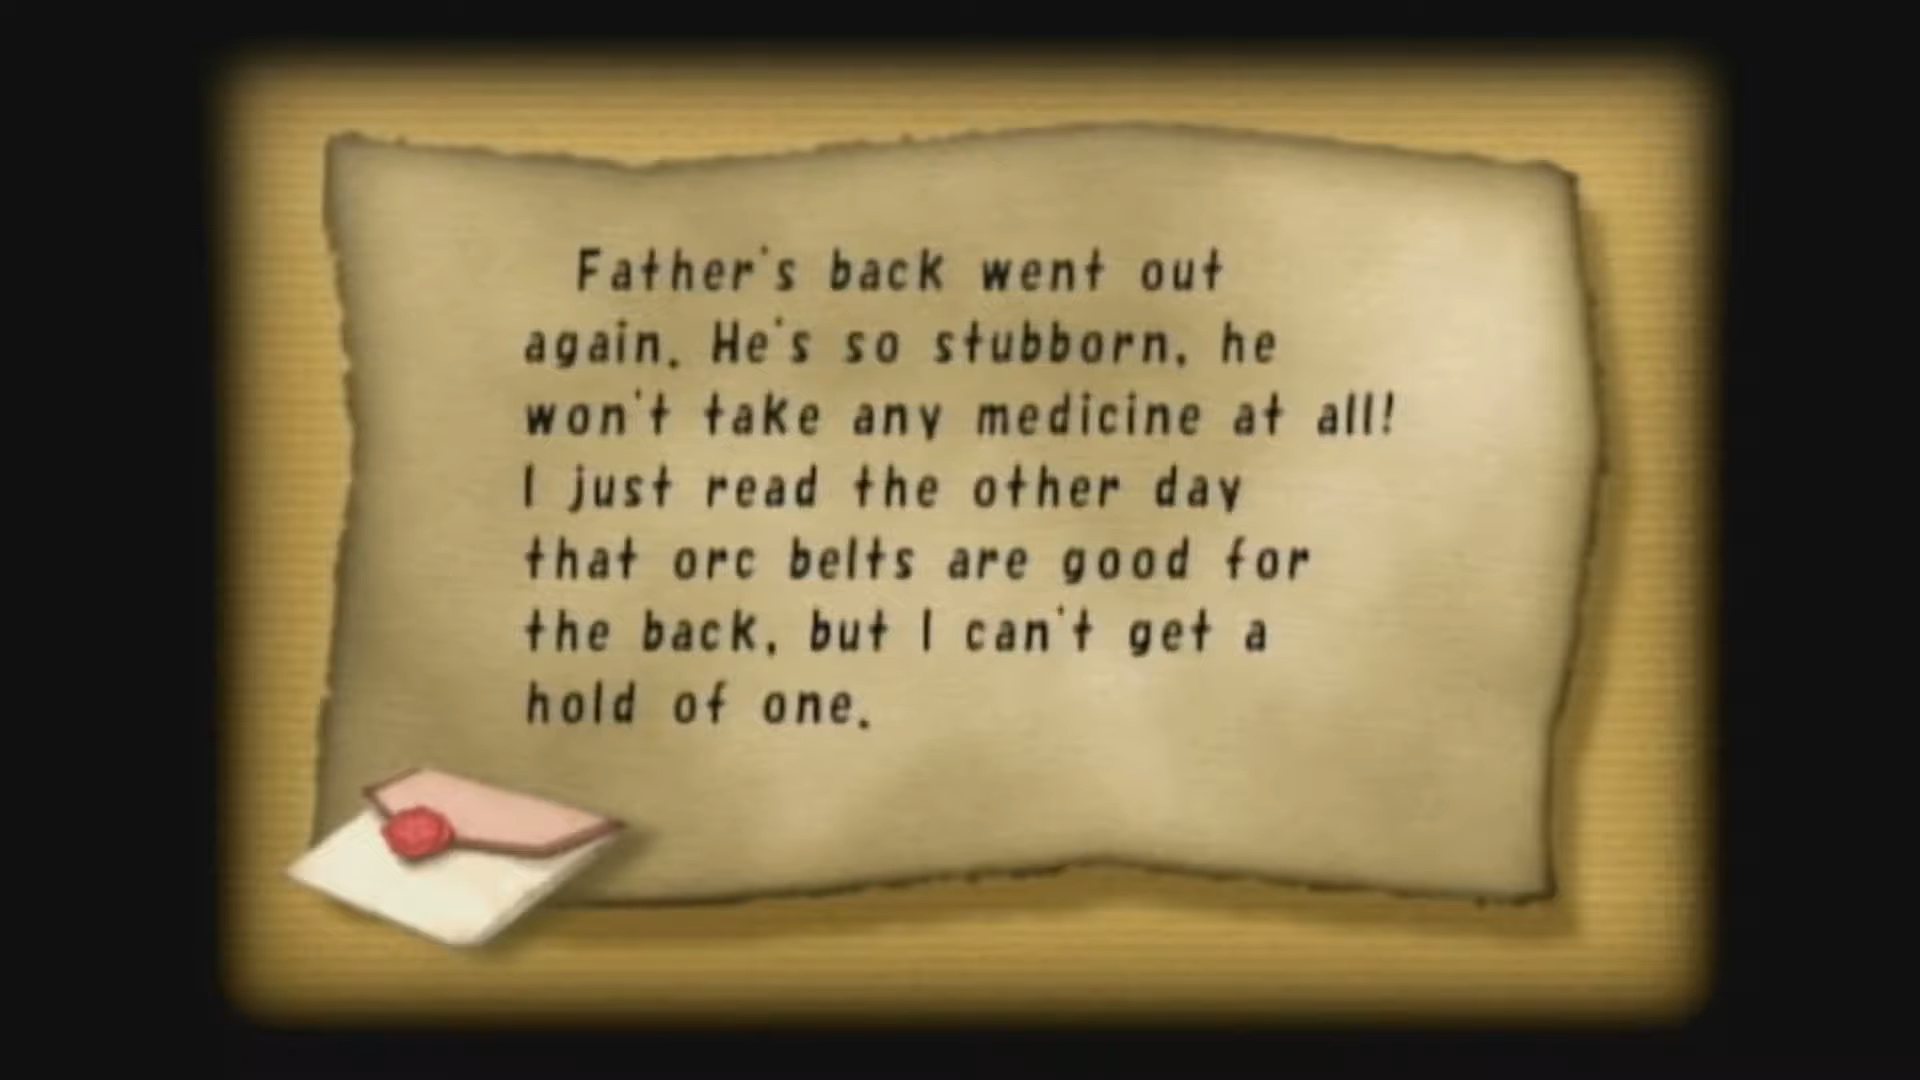 Father's back went out
again. He's so stubborn, he
won't take any medicine at all!
I just read the other day
that orc belts are good for
the back, but I can't get a
hold of one.